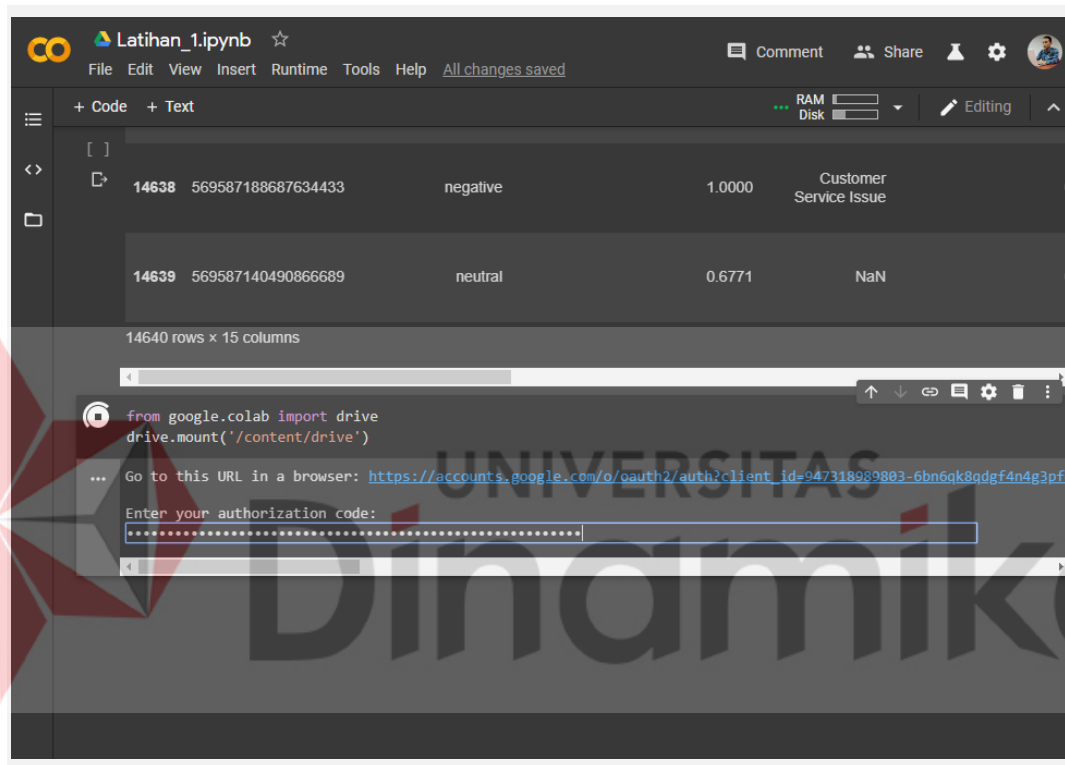 Latihan_1.ipynb
File Edit View Insert Runtime Tools Help All changes saved
Comment Share
+ Code + Text
RAM
Disk
Editing
[ ]
14638 569587188687634433 negative 1.0000 Customer Service Issue
14639 569587140490866689 neutral 0.6771 NaN
14640 rows × 15 columns
from google.colab import drive
drive.mount('/content/drive')
Go to this URL in a browser: https://accounts.google.com/o/oauth2/auth?client_id=947318989803-6bn6qk8qdgf4n4g3pf
Enter your authorization code:
••••••••••••••••••••••••••••••••••••••••••••••••••••••••••
UNIVERSITAS
Dinamika